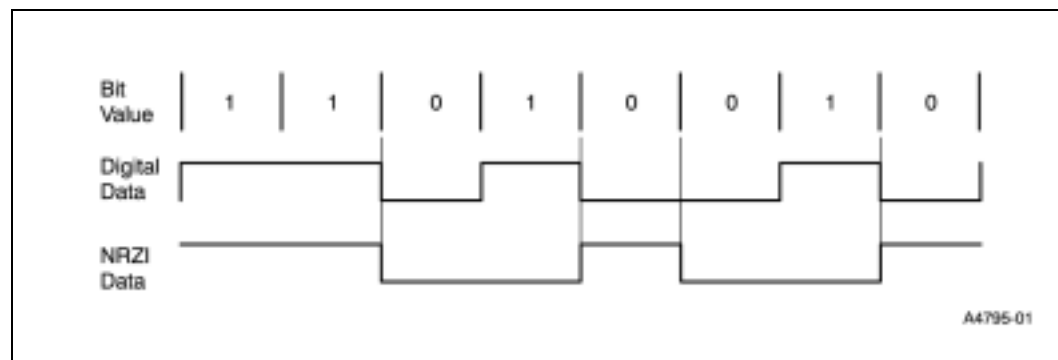 Bit
Value
1 1 0 1 0 0 1 0
Digital
Data
NRZI
Data
A4795-01